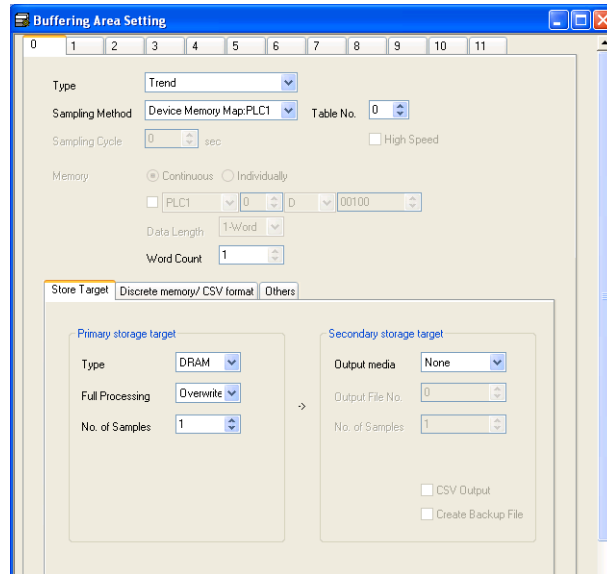 Buffering Area Setting
0 1 2 3 4 5 6 7 8 9 10 11
Type Trend
Sampling Method Device Memory Map:PLC1 Table No. 0
Sampling Cycle 0 sec High Speed
Memory Continuous Individually
PLC1 0 D 00100
Data Length 1-Word
Word Count 1
Store Target Discrete memory/ CSV format Others
Primary storage target Secondary storage target
Type DRAM Output media None
Full Processing Overwrite Output File No. 0
->
No. of Samples 1 No. of Samples 1
CSV Output
Create Backup File